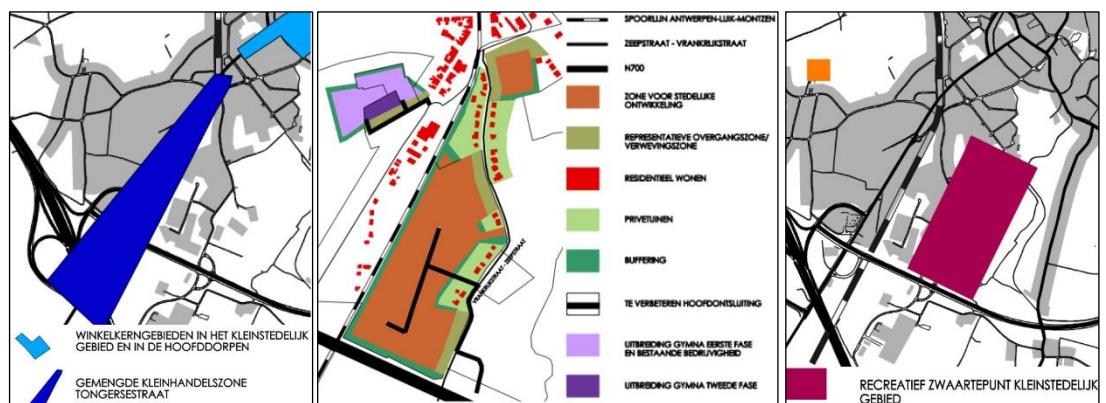 WINKELKERNGEBIEDEN IN HET KLEINSTEDELIJK
GEBIED EN IN DE HOOFDDORPEN
GEMENGDE KLEINHANDELSZONE
TONGERSESTRAAT
VRANKRIJKSTRAAT - ZEEPSTRAAT
SPOORLIJN ANTWERPEN-LUIK-MONTZEN
ZEEPSTRAAT - VRANKRIJKSTRAAT
N700
ZONE VOOR STEDELIJKE
ONTWIKKELING
REPRESENTATIEVE OVERGANGSZONE/
VERWEVINGSZONE
RESIDENTIEEL WONEN
PRIVETUINEN
BUFFERING
TE VERBETEREN HOOFDONTSLUITING
UITBREIDING GYMNA EERSTE FASE
EN BESTAANDE BEDRIJVIGHEID
UITBREIDING GYMNA TWEEDE FASE
RECREATIEF ZWAARTEPUNT KLEINSTEDELIJK
GEBIED